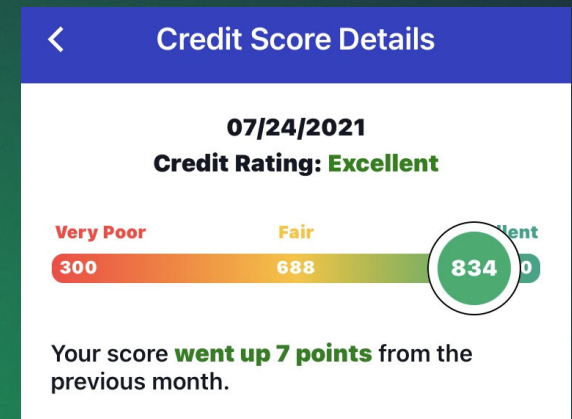 Credit Score Details
07/24/2021
Credit Rating: Excellent
Very Poor Fair
300 688 834
Your score went up 7 points from the
previous month.